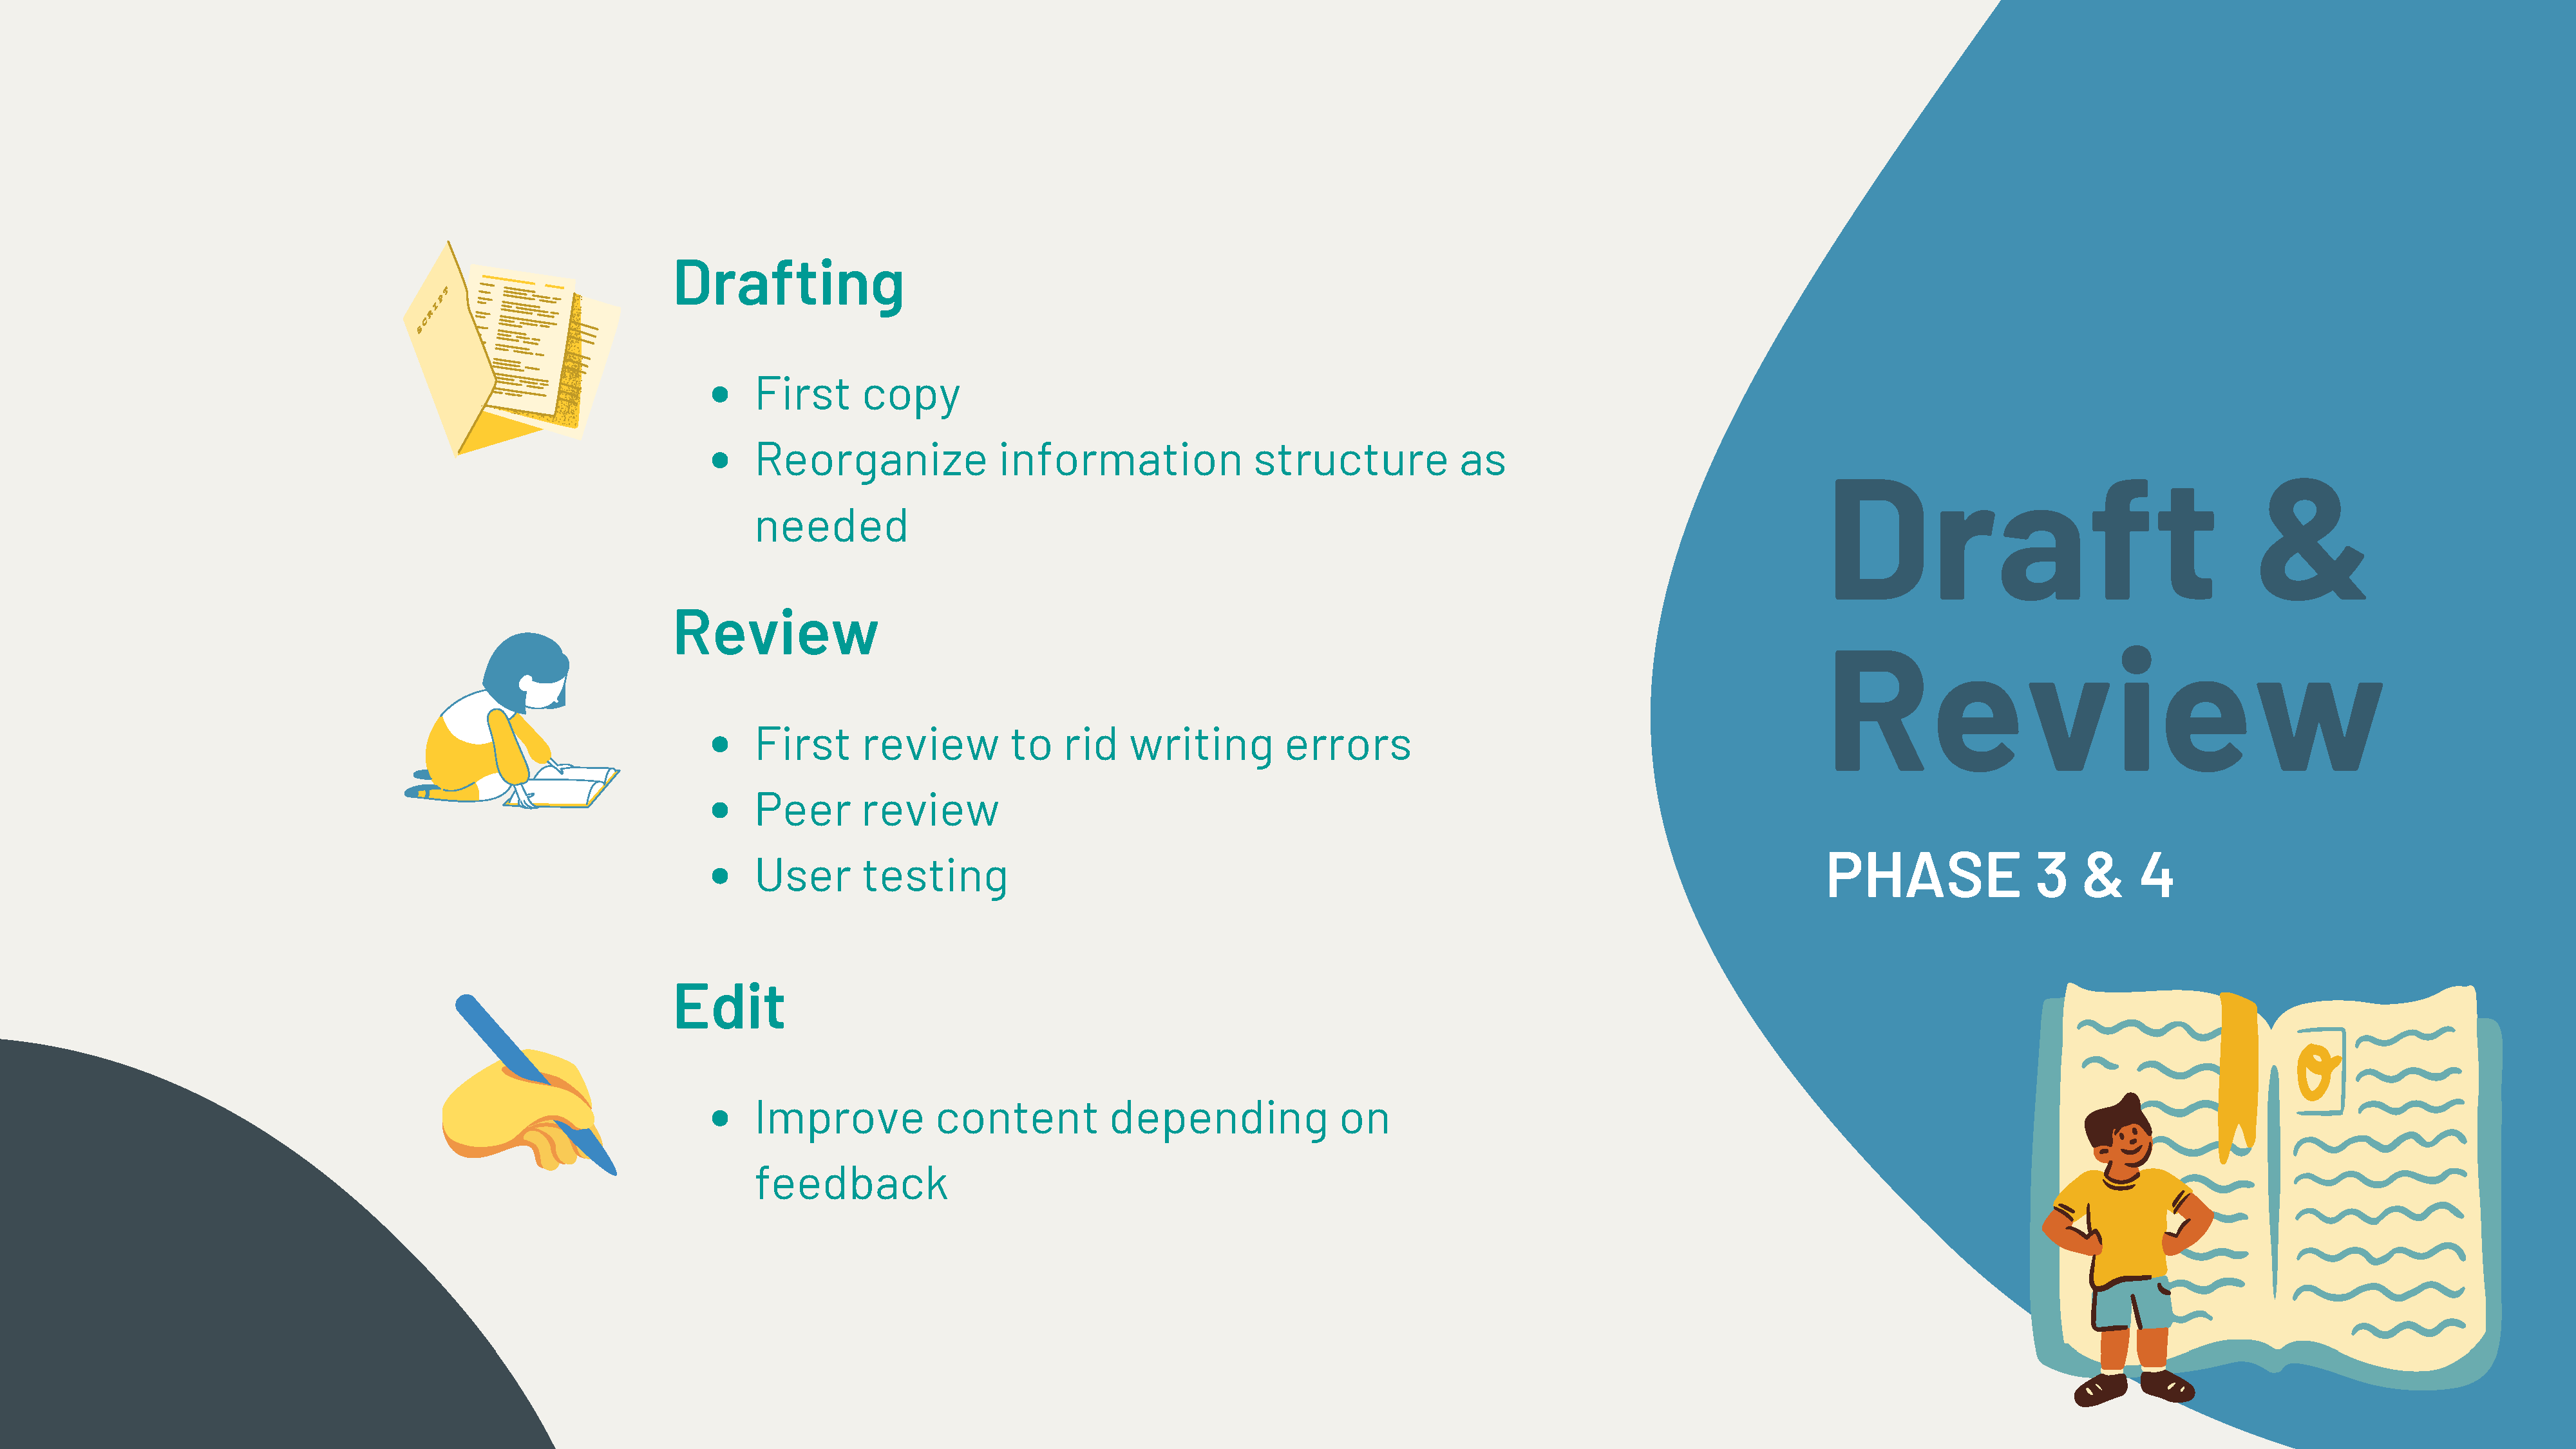 SCRIPT
Drafting
• First copy
• Reorganize information structure as
needed
Review
• First review to rid writing errors
• Peer review
• User testing
Edit
• Improve content depending on
feedback
Draft &
Review
PHASE 3 & 4